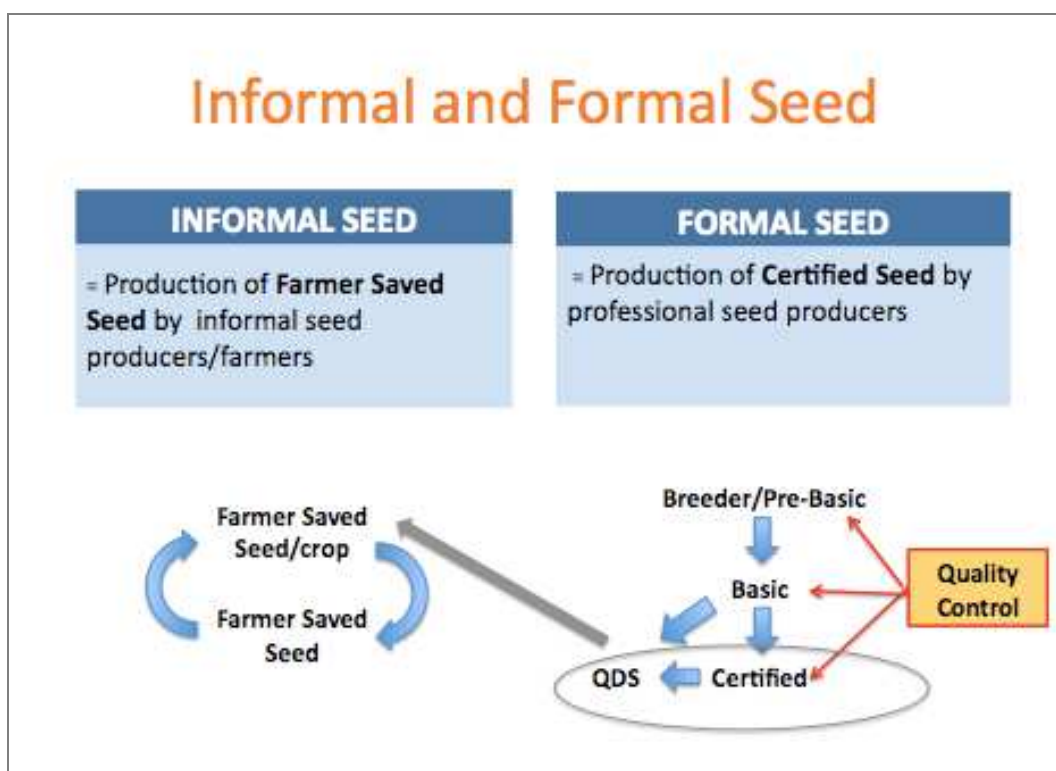 Informal and Formal Seed
INFORMAL SEED
= Production of Farmer Saved
Seed by informal seed
producers/farmers
FORMAL SEED
= Production of Certified Seed by
professional seed producers
Farmer Saved
Seed/crop
Farmer Saved
Seed
Breeder/Pre-Basic
Basic
QDS
Certified
Quality
Control